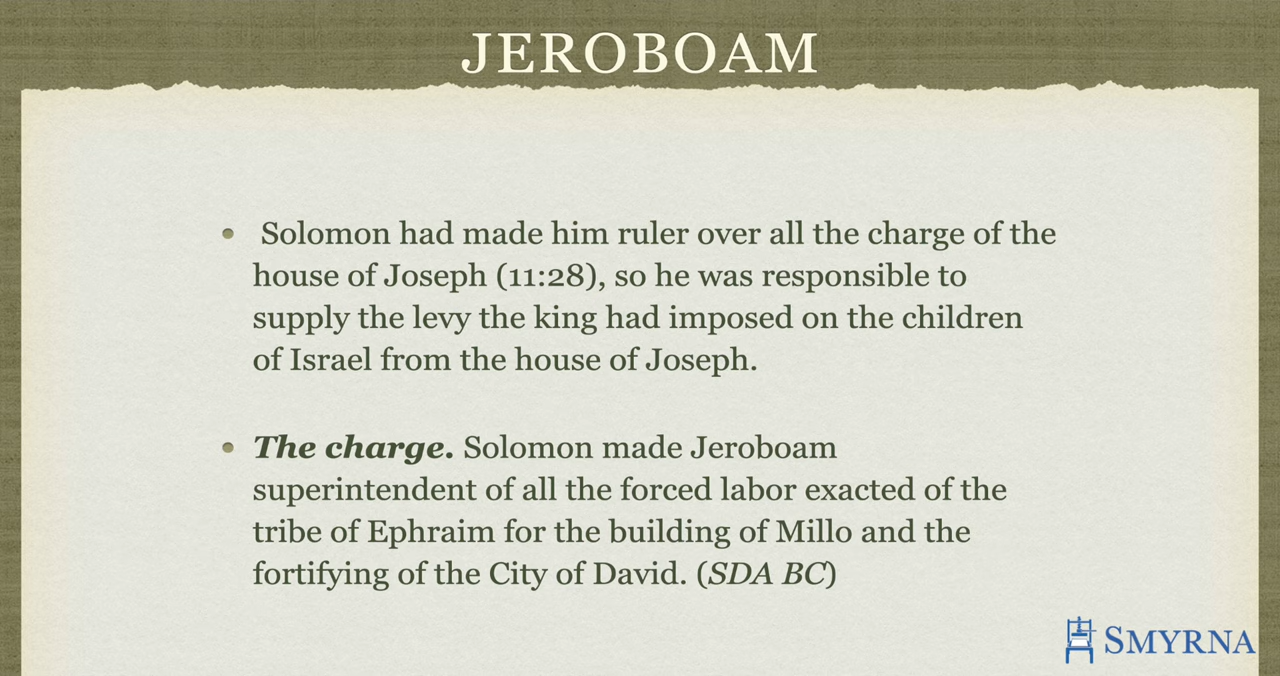 JEROBOAM
• Solomon had made him ruler over all the charge of the
house of Joseph (11:28), so he was responsible to
supply the levy the king had imposed on the children
of Israel from the house of Joseph.
• The charge. Solomon made Jeroboam
superintendent of all the forced labor exacted of the
tribe of Ephraim for the building of Millo and the
fortifying of the City of David. (SDA BC)
SMYRNA